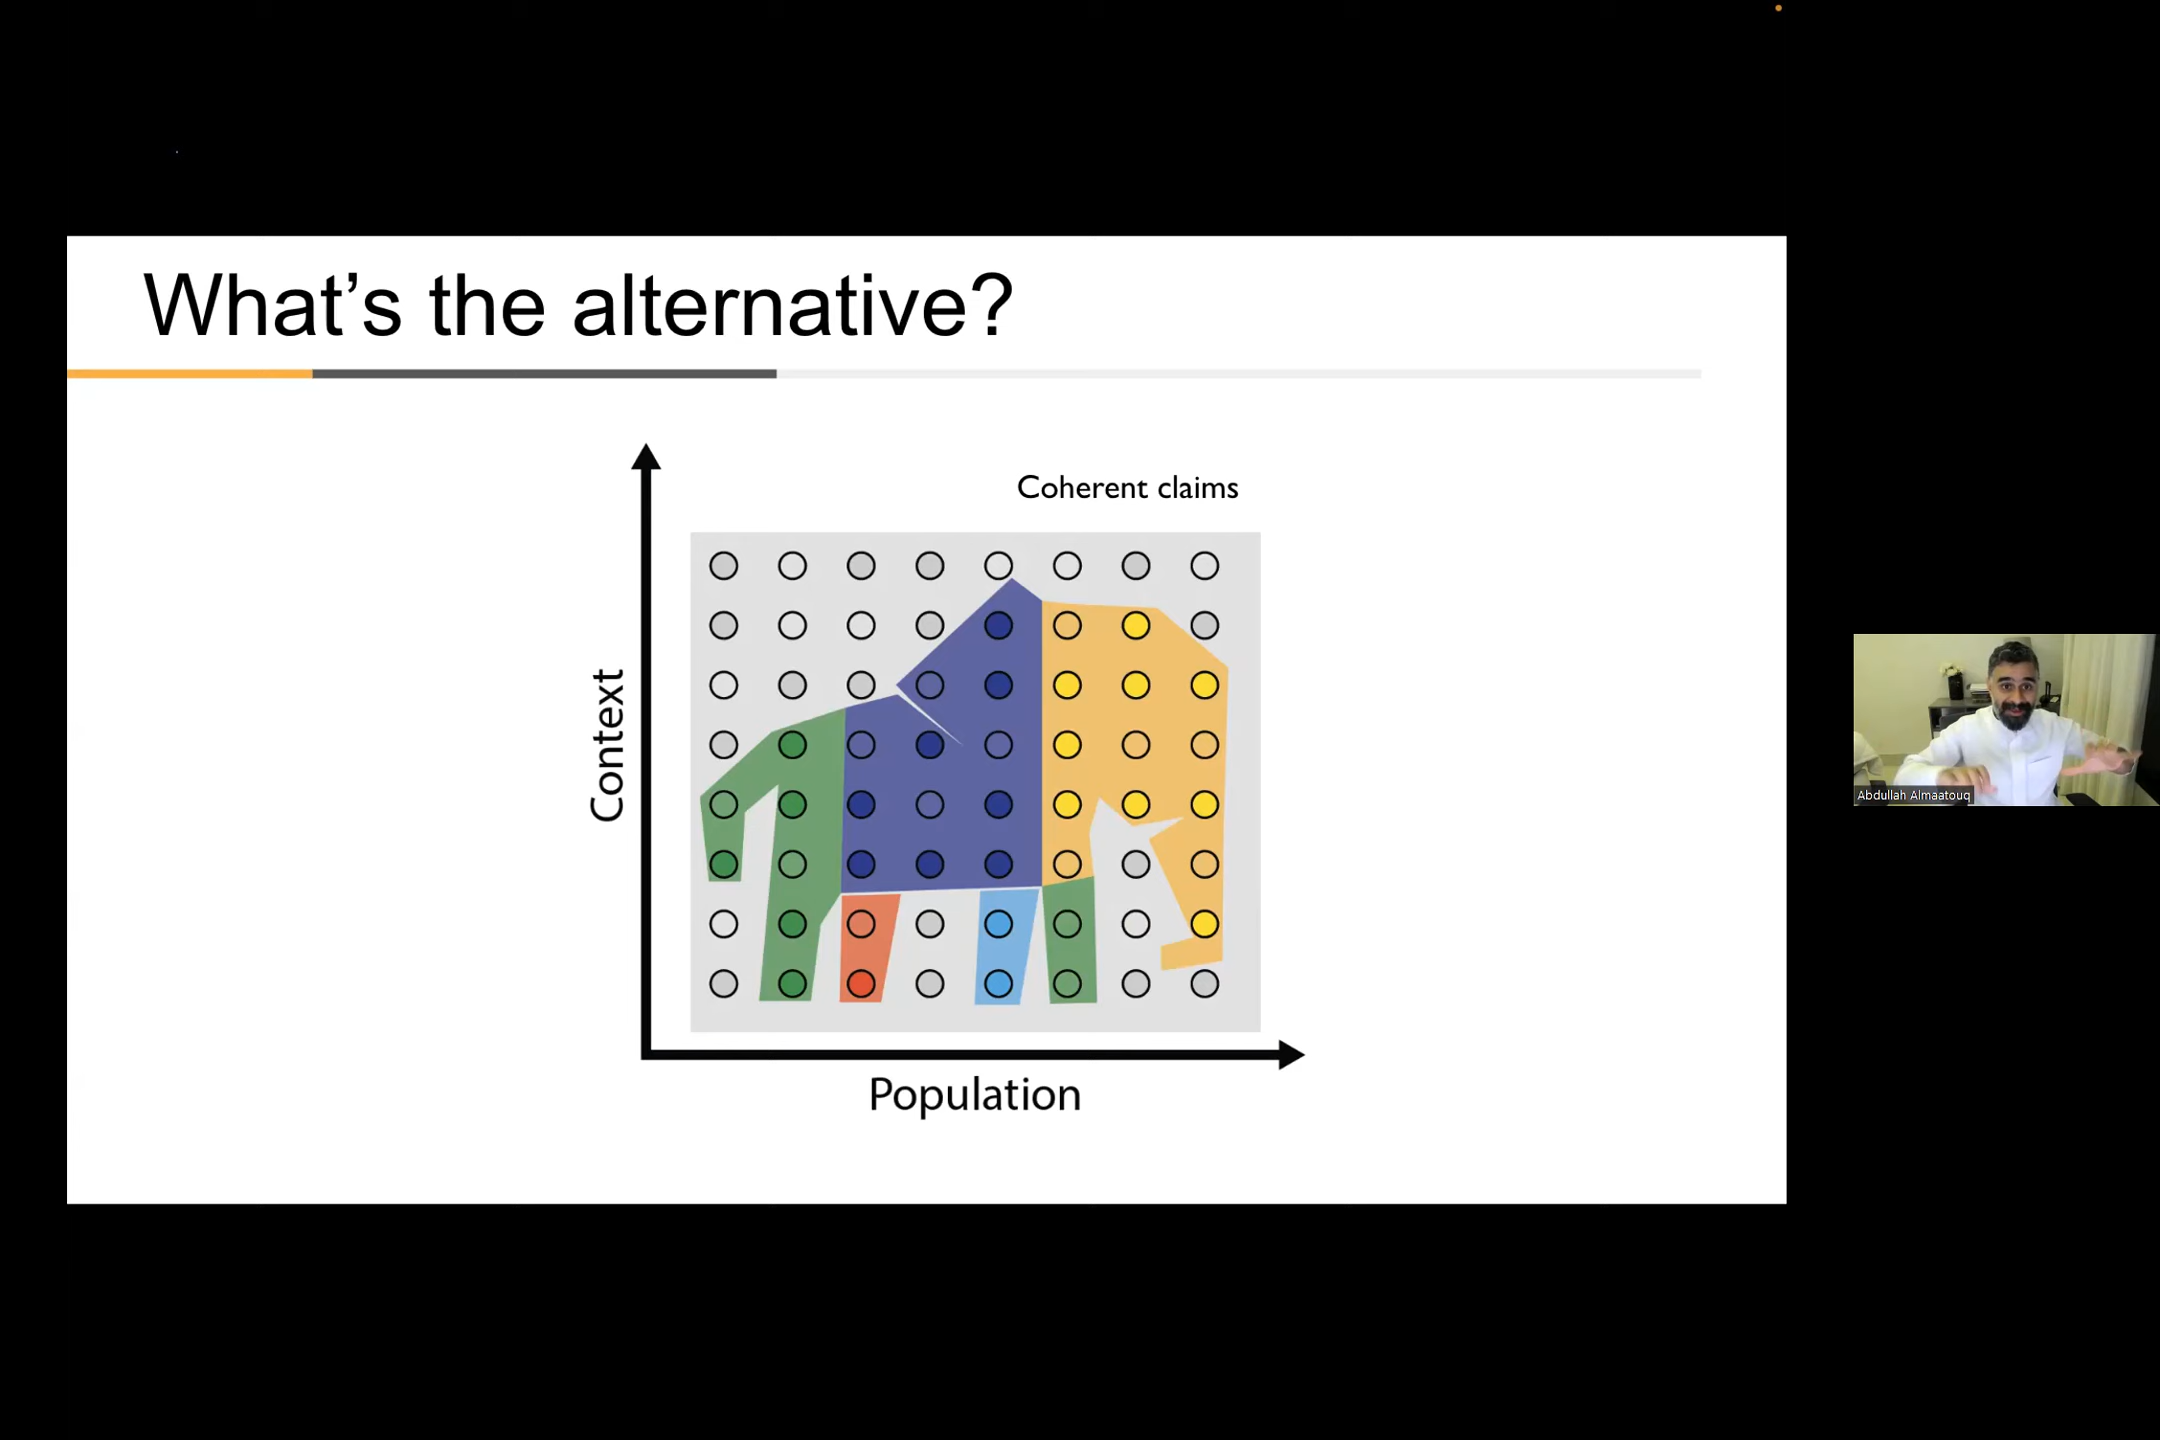 What’s the alternative?
Coherent claims
Context
Population
Abdullah Almaatouq